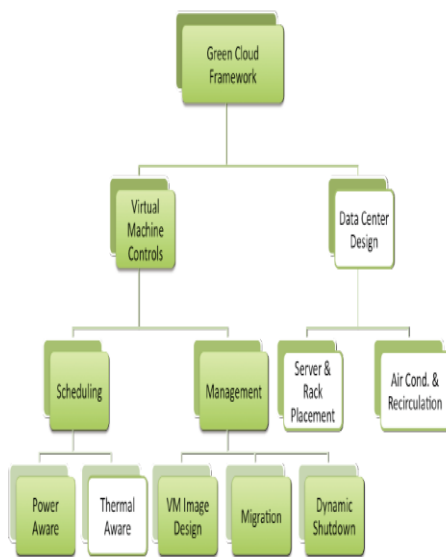 Green Cloud
Framework
Virtual
Machine
Controls
Data Center
Design
Scheduling
Management
Server &
Rack
Placement
Air Cond. &
Recirculation
Power
Aware
Thermal
Aware
VM Image
Design
Migration
Dynamic
Shutdown